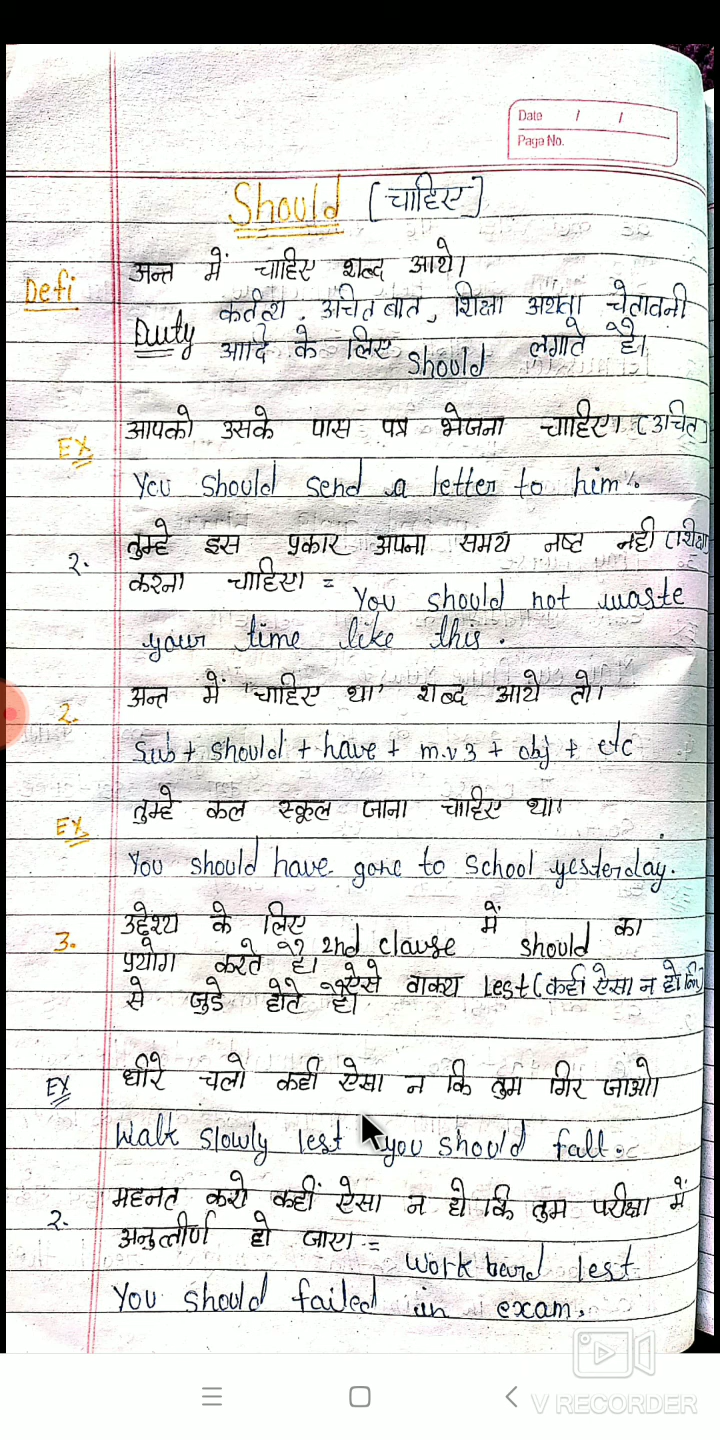 Date / /
Page No.
Should [चाहिए]
Defi अन्त में चाहिए शब्द आये।
Duty कर्तव्य, उचित बात, शिक्षा अथवा चेतावनी
आदि के लिए should लगाते है।
Ex आपको उसके पास पत्र भेजना चाहिए। (उचित)
You should send a letter to him.
2. तुम्हे इस प्रकार अपना समय नष्ट नही (शिक्षा)
करना चाहिए। = You should not waste
your time like this.
2. अन्त में 'चाहिए था' शब्द आये तो।
Sub + should + have + m.v3 + obj + etc
Ex तुम्हे कल स्कूल जाना चाहिए था।
You should have gone to school yesterday.
3. उद्देश्य के लिए 2nd clause में should का
प्रयोग करते है। ऐसे वाक्य Lest (कही ऐसा न हो कि)
से जुडे होते है।
Ex धीरे चलो कही ऐसा न कि तुम गिर जाओ।
Walk slowly lest you should fall.
2. महनत करो कहीं ऐसा न हो कि तुम परीक्षा में
अनुत्तीर्ण हो जाए। = Work hard lest
You should failed in exam.
V RECORDER